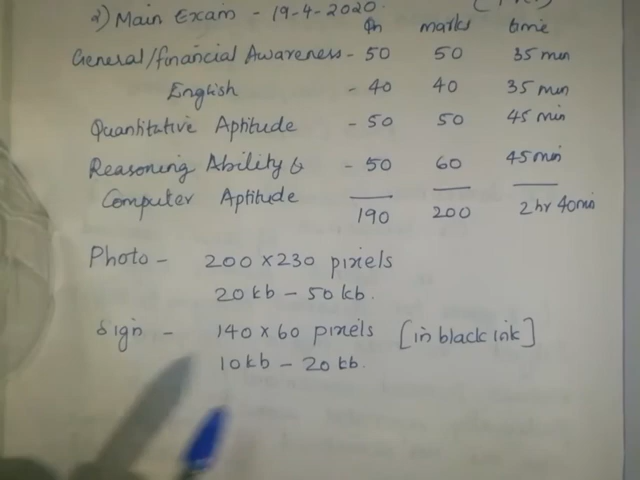 2) Main Exam - 19-4-2020
Qn marks time
General/financial Awareness - 50 50 35 min
English - 40 40 35 min
Quantitative Aptitude - 50 50 45 min
Reasoning Ability & - 50 60 45 min
Computer Aptitude
190 200 2 hr 40 min
Photo - 200 x 230 pixels
20 kb - 50 kb.
Sign - 140 x 60 pixels [in black ink]
10 kb - 20 kb.